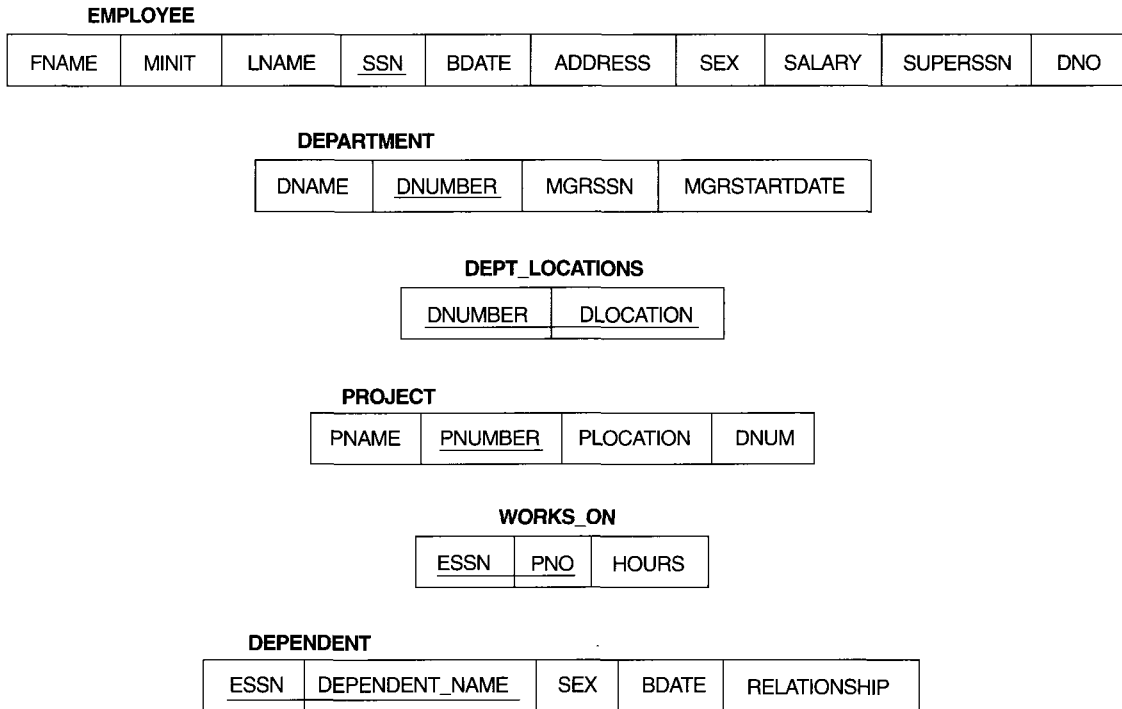 EMPLOYEE
FNAME MINIT LNAME SSN BDATE ADDRESS SEX SALARY SUPERSSN DNO
DEPARTMENT
DNAME DNUMBER MGRSSN MGRSTARTDATE
DEPT_LOCATIONS
DNUMBER DLOCATION
PROJECT
PNAME PNUMBER PLOCATION DNUM
WORKS_ON
ESSN PNO HOURS
DEPENDENT
ESSN DEPENDENT_NAME SEX BDATE RELATIONSHIP